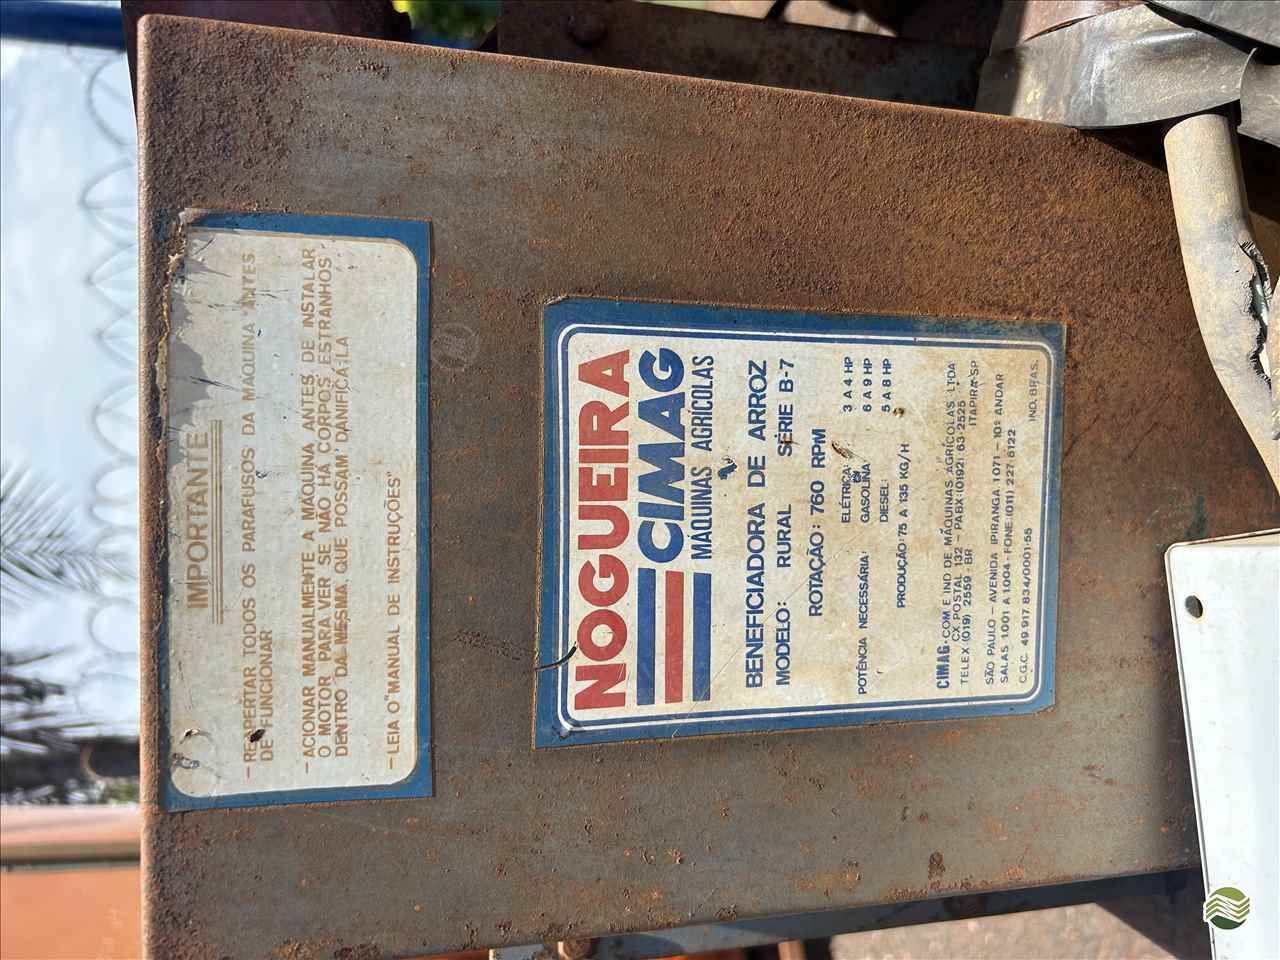 IMPORTANTE
- REAPERTAR TODOS OS PARAFUSOS DA MÁQUINA ANTES
DE FUNCIONAR
- ACIONAR MANUALMENTE A MÁQUINA ANTES DE INSTALAR
O MOTOR PARA VER SE NÃO HÁ CORPOS ESTRANHOS
DENTRO DA MESMA, QUE POSSAM DANIFICA-LA
- LEIA O "MANUAL DE INSTRUÇÕES"
NOGUEIRA
CIMAG
MÁQUINAS AGRÍCOLAS
BENEFICIADORA DE ARROZ
MODELO: RURAL SÉRIE B-7
ROTAÇÃO: 760 RPM
POTÊNCIA NECESSÁRIA: ELÉTRICA: 3 A 4 HP
GASOLINA: 6 A 9 HP
DIESEL: 5 A 8 HP
PRODUÇÃO: 75 A 135 KG/H
CIMAG - COM E IND DE MÁQUINAS AGRÍCOLAS LTDA
CX POSTAL 132 - PABX: (0192) 63-2525
TELEX (019) 2559 - BR ITAPIRA-SP
SÃO PAULO - AVENIDA IPIRANGA 1071 - 10º ANDAR
SALAS 1.001 A 1.004 - FONE: (011) 227.6122
C.G.C. 49 917 834/0001-55 IND. BRAS.